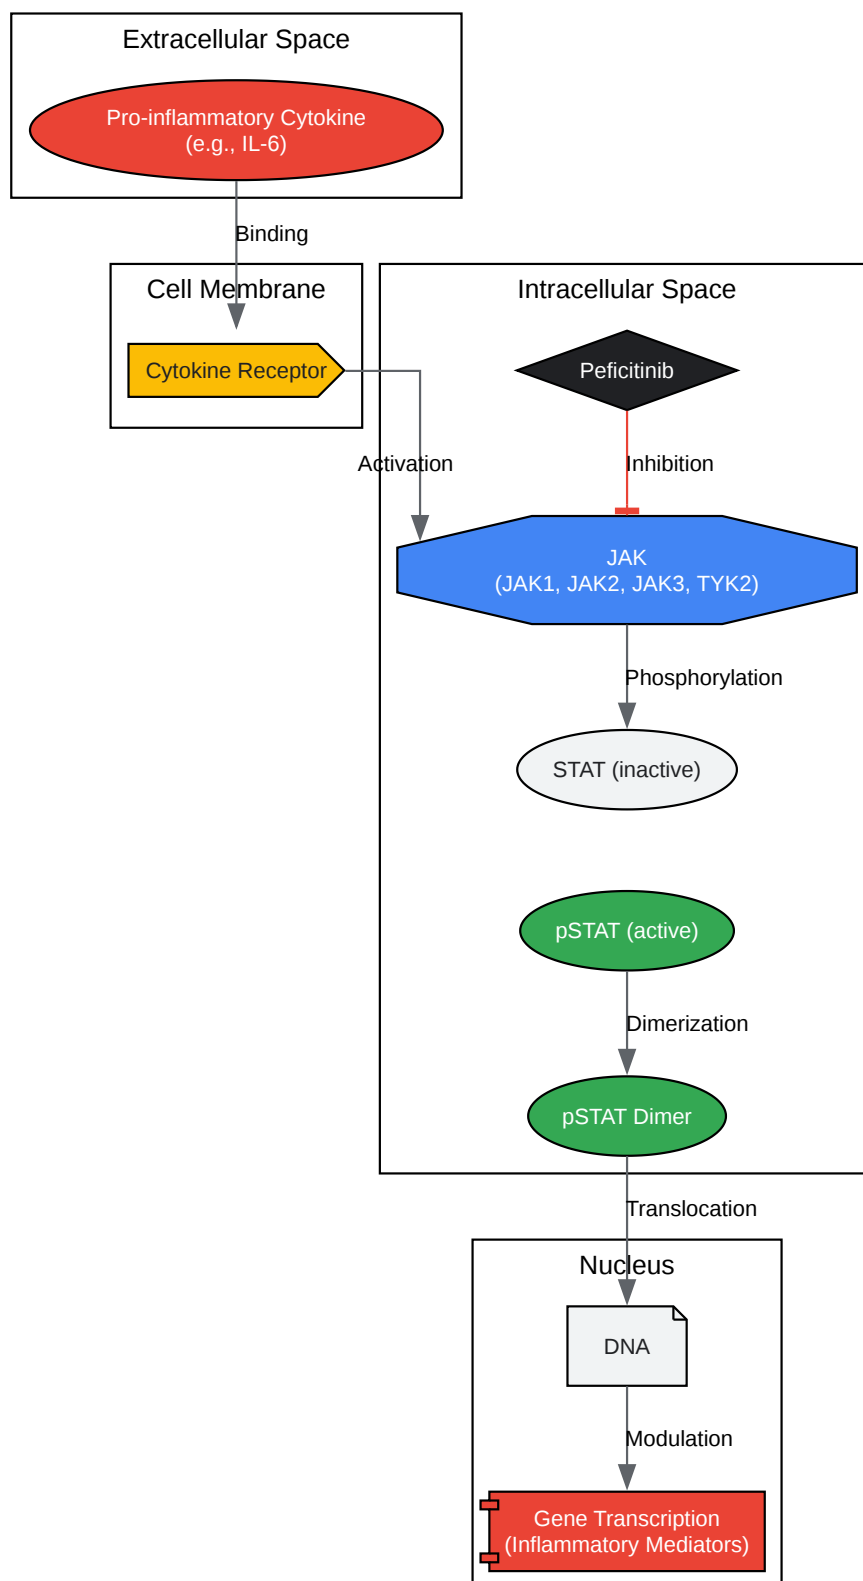 Extracellular Space
Pro-inflammatory Cytokine
(e.g., IL-6)
Binding
Cell Membrane
Cytokine Receptor
Intracellular Space
Peficitinib
Activation
Inhibition
JAK
(JAK1, JAK2, JAK3, TYK2)
Phosphorylation
STAT (inactive)
pSTAT (active)
Dimerization
pSTAT Dimer
Translocation
Nucleus
DNA
Modulation
Gene Transcription
(Inflammatory Mediators)